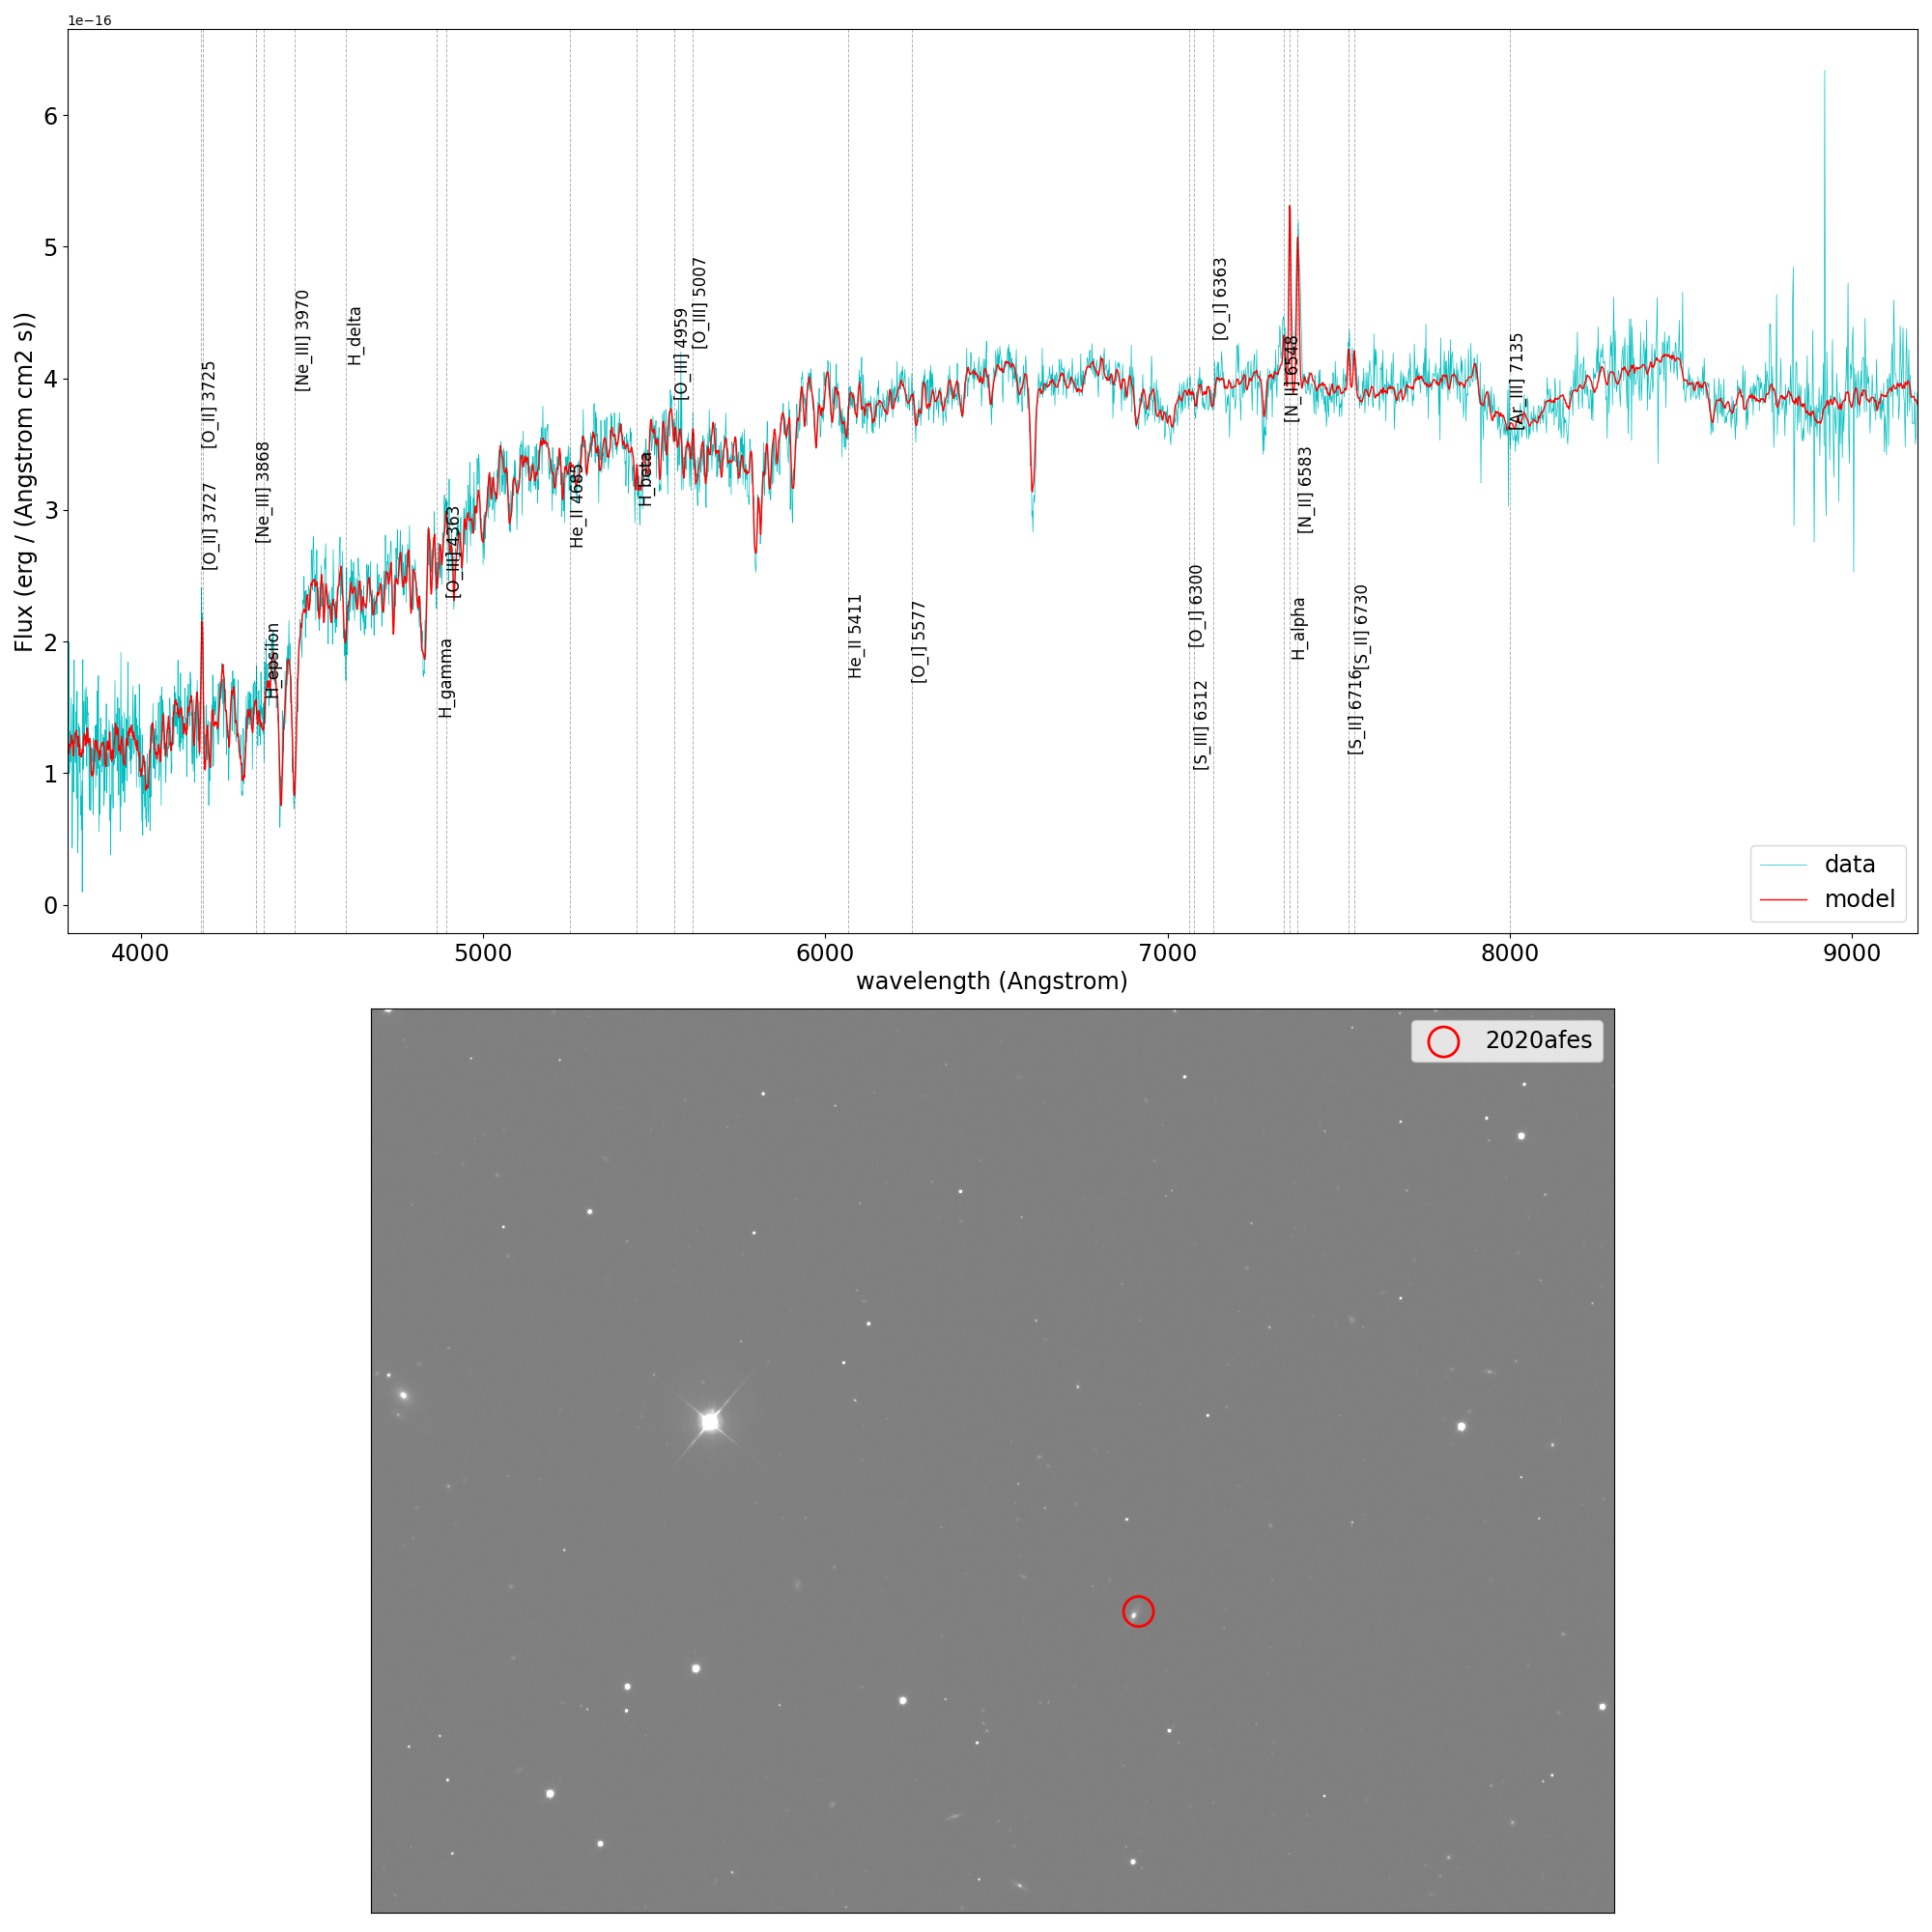 1e−16
6
5
4
3
2
1
0
Flux (erg / (Angstrom cm2 s))
[O_II] 3725
[O_II] 3727
[Ne_III] 3868
H_epsilon
[Ne_III] 3970
H_delta
H_gamma
[O_III] 4363
He_II 4685
H_beta
[O_III] 4959
[O_III] 5007
He_II 5411
[O_I] 5577
[O_I] 6300
[S_III] 6312
[O_I] 6363
[N_II] 6548
H_alpha
[N_II] 6583
[S_II] 6716
[S_II] 6730
[Ar_III] 7135
data
model
4000 5000 6000 7000 8000 9000
wavelength (Angstrom)
2020afes